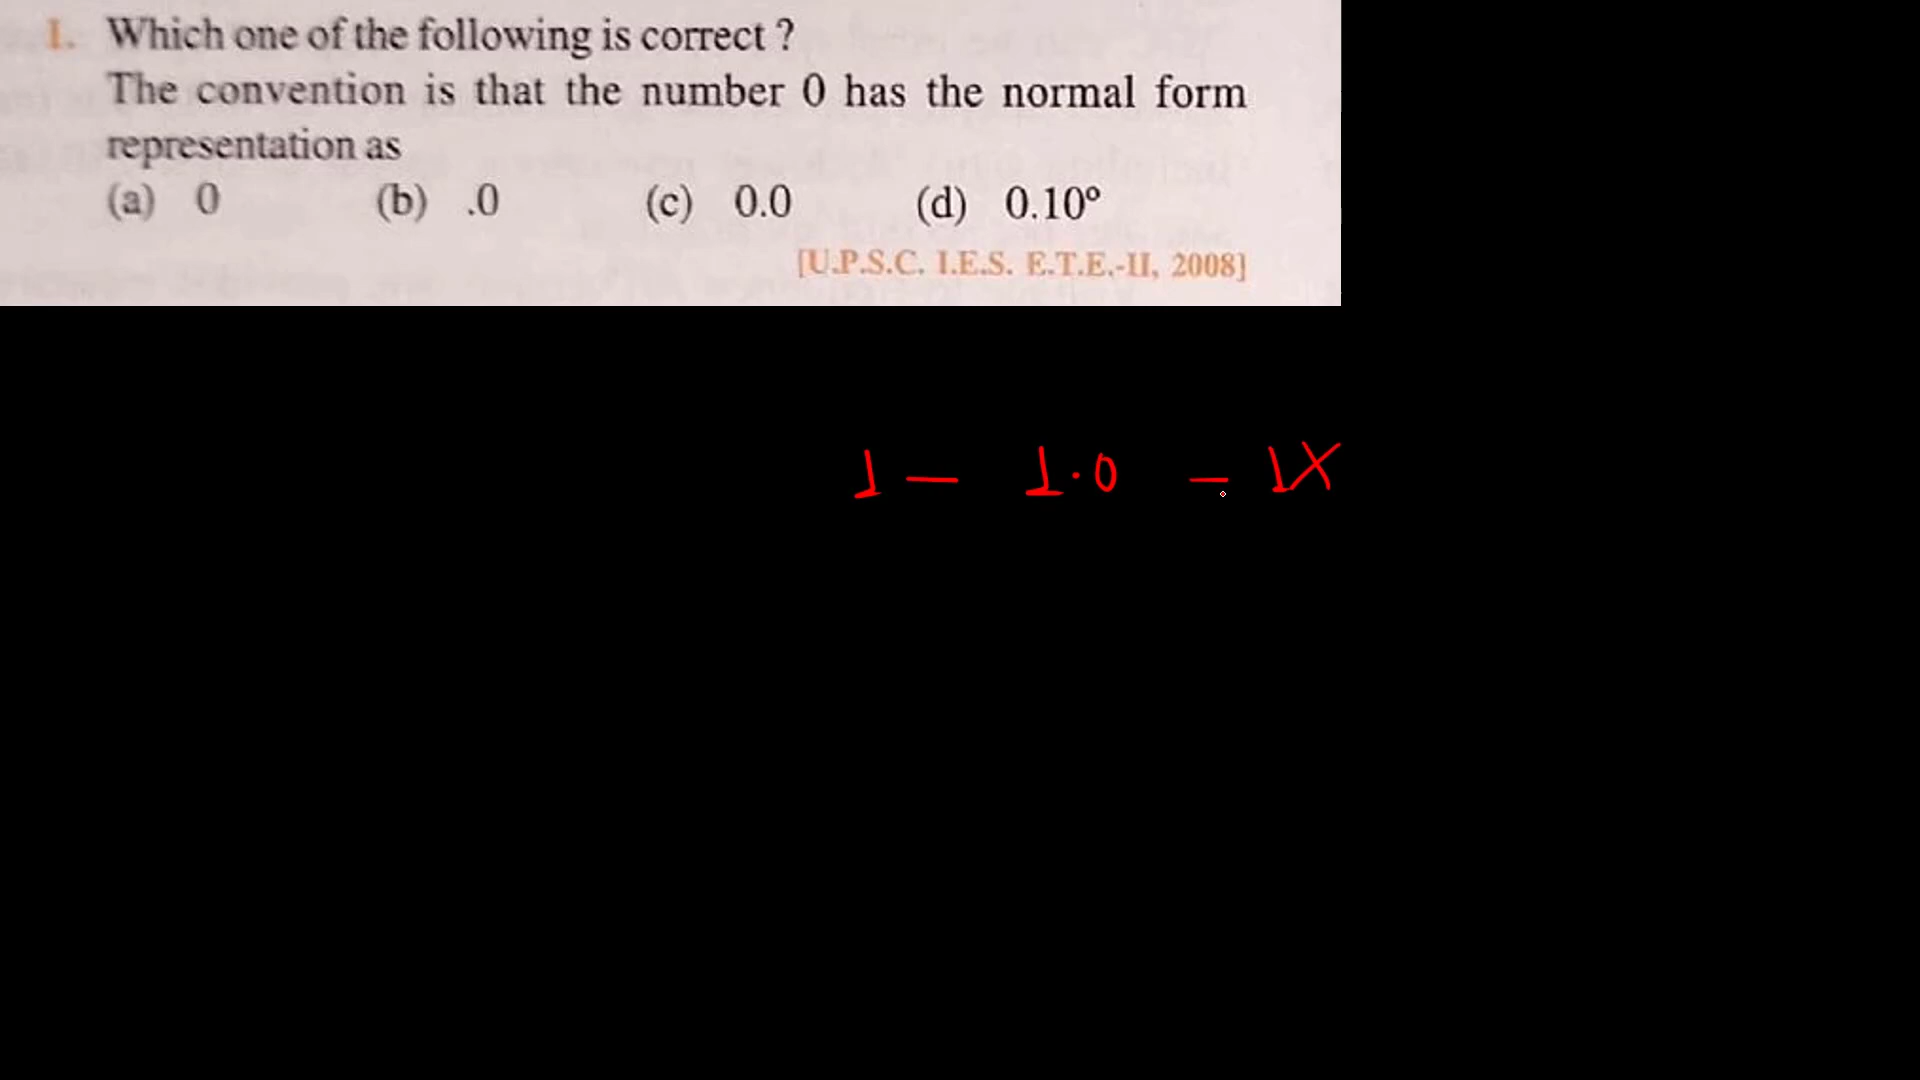 1. Which one of the following is correct ?
The convention is that the number 0 has the normal form
representation as
(a) 0 (b) .0 (c) 0.0 (d) 0.10º
[U.P.S.C. I.E.S. E.T.E.-II, 2008]
1 — 1.0 — 1X